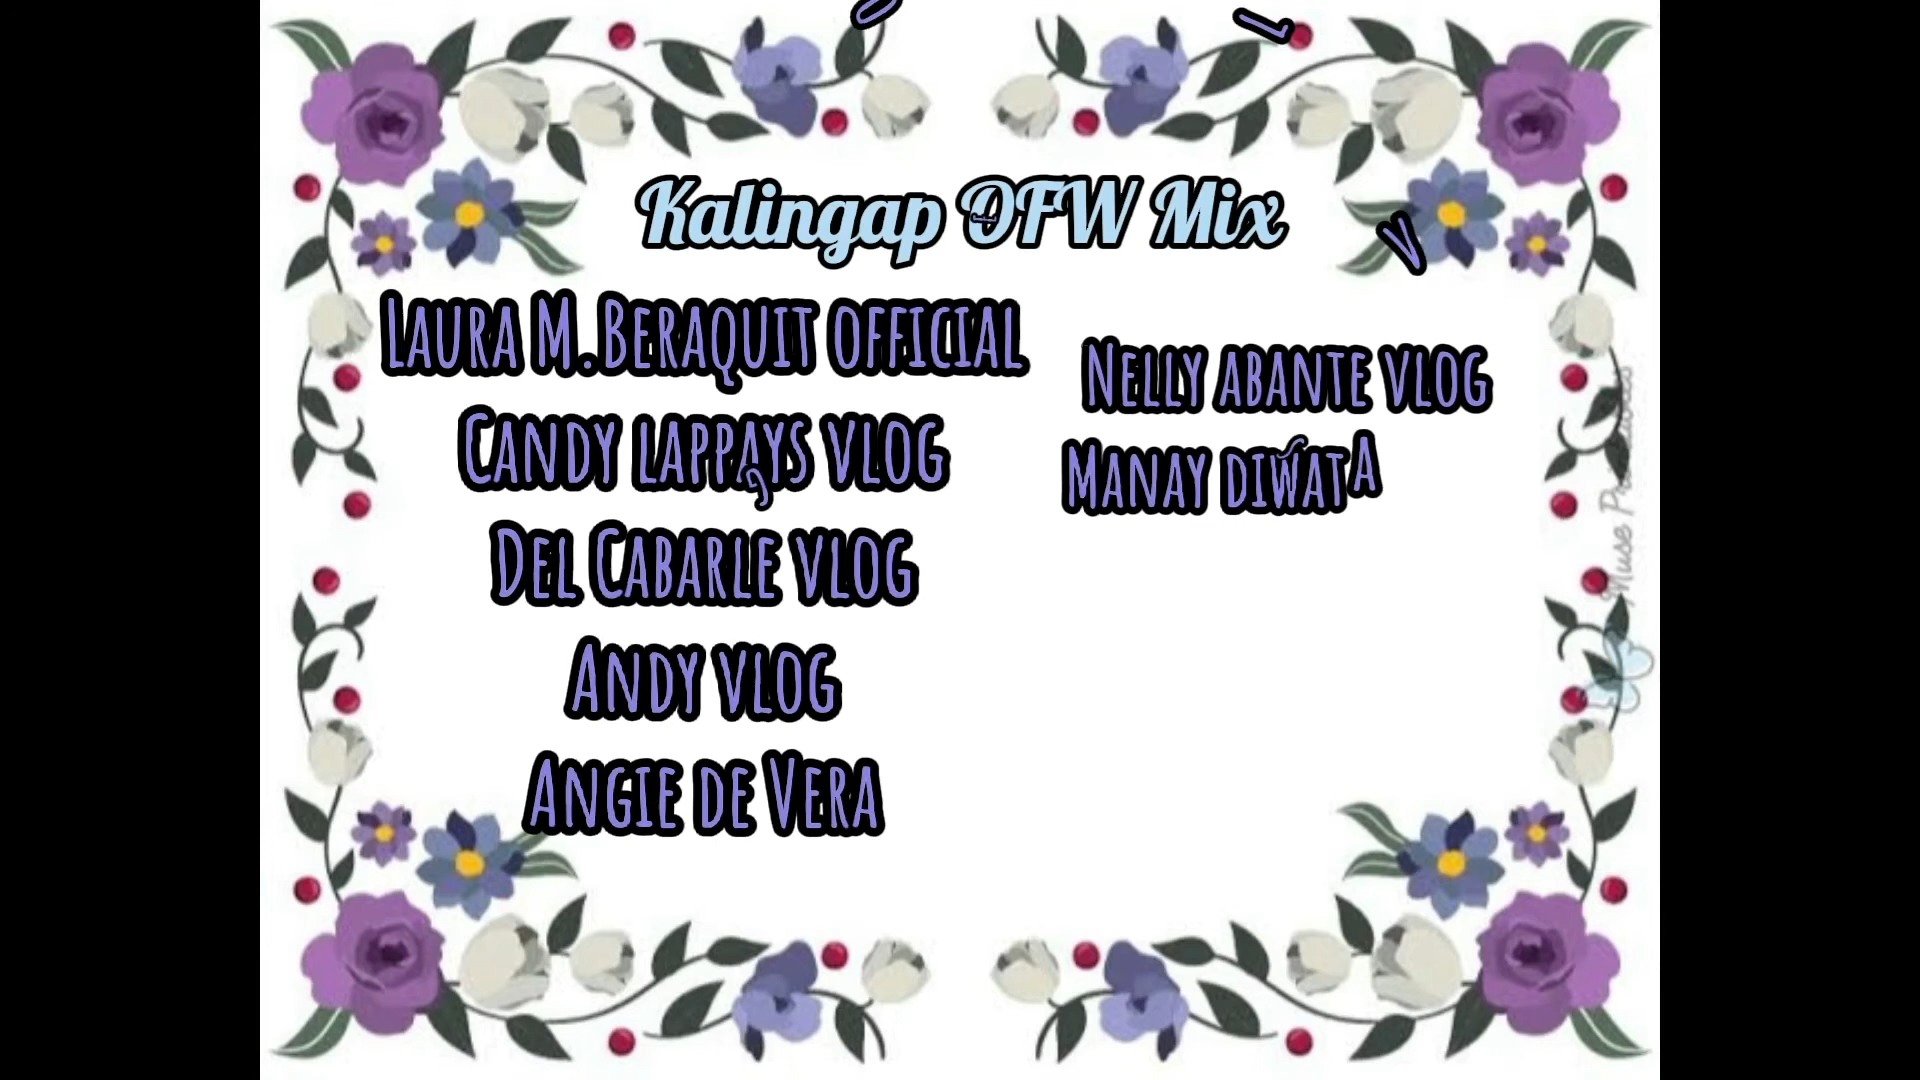 Kalingap OFW Mix
Laura M.Beraquit official
Candy lappays vlog
Del Cabarle vlog
Andy vlog
Angie de Vera
Nelly abante vlog
Manay diwata